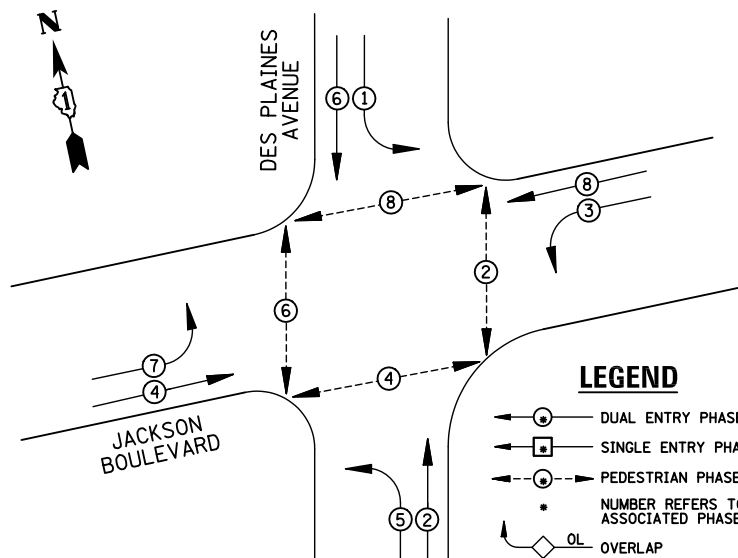 N
1
DES PLAINES
AVENUE
6
1
8
8
3
2
6
7
4
4
JACKSON
BOULEVARD
5
2
LEGEND
* DUAL ENTRY PHASE
* SINGLE ENTRY PHA
* PEDESTRIAN PHASE
* NUMBER REFERS TO
ASSOCIATED PHASE
OL OVERLAP